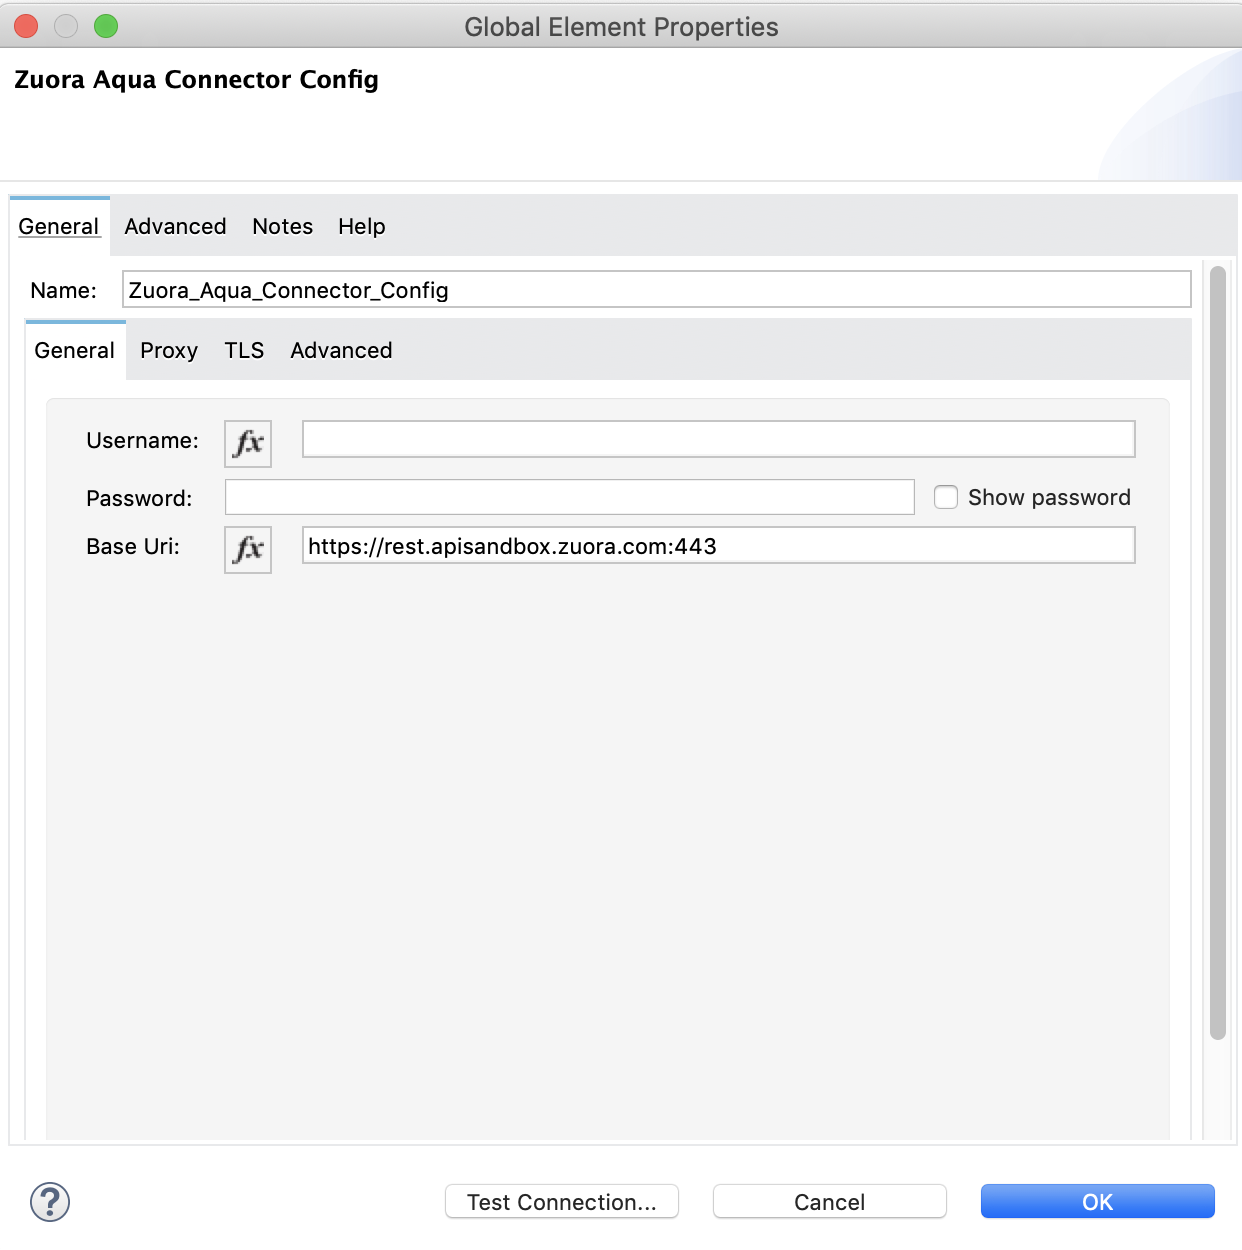 Global Element Properties
Zuora Aqua Connector Config
General Advanced Notes Help
Name: Zuora_Aqua_Connector_Config
General Proxy TLS Advanced
Username: fx
Password: Show password
Base Uri: fx https://rest.apisandbox.zuora.com:443
? Test Connection... Cancel OK